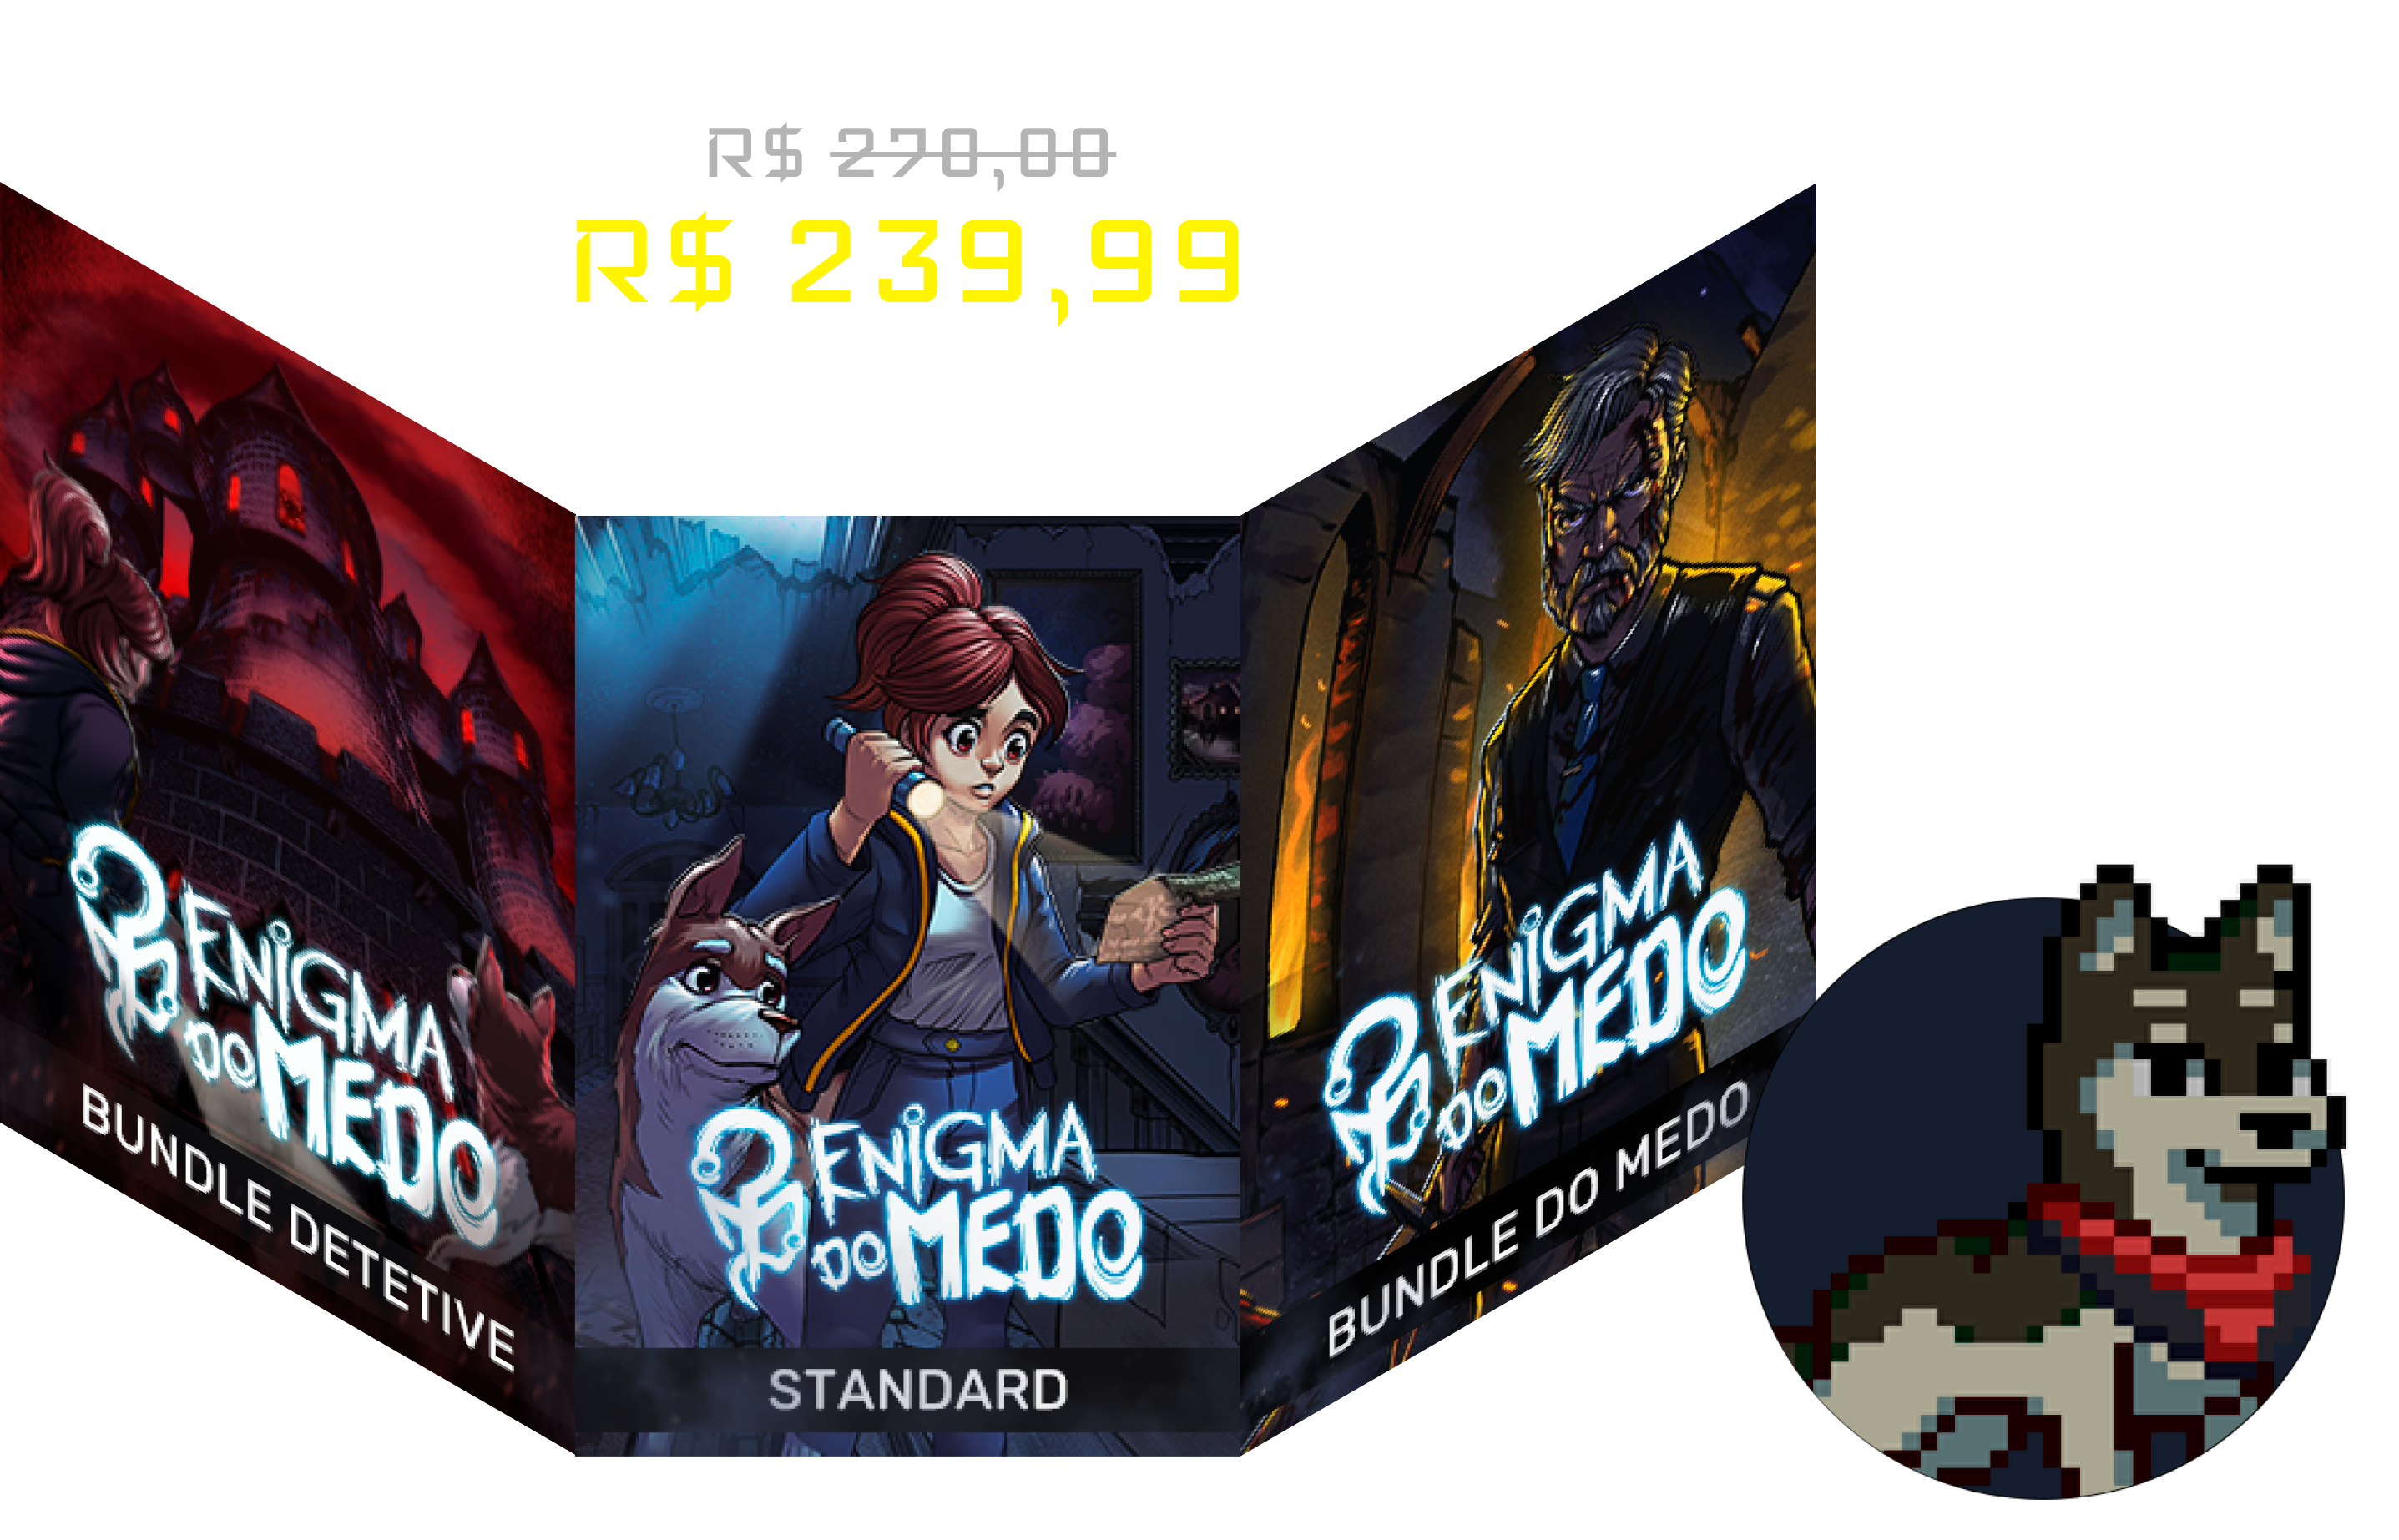 R$ 270,00
R$ 239,99
ENIGMA
DO MEDO
BUNDLE DETETIVE
ENIGMA
DO MEDO
STANDARD
ENIGMA
DO MEDO
BUNDLE DO MEDO